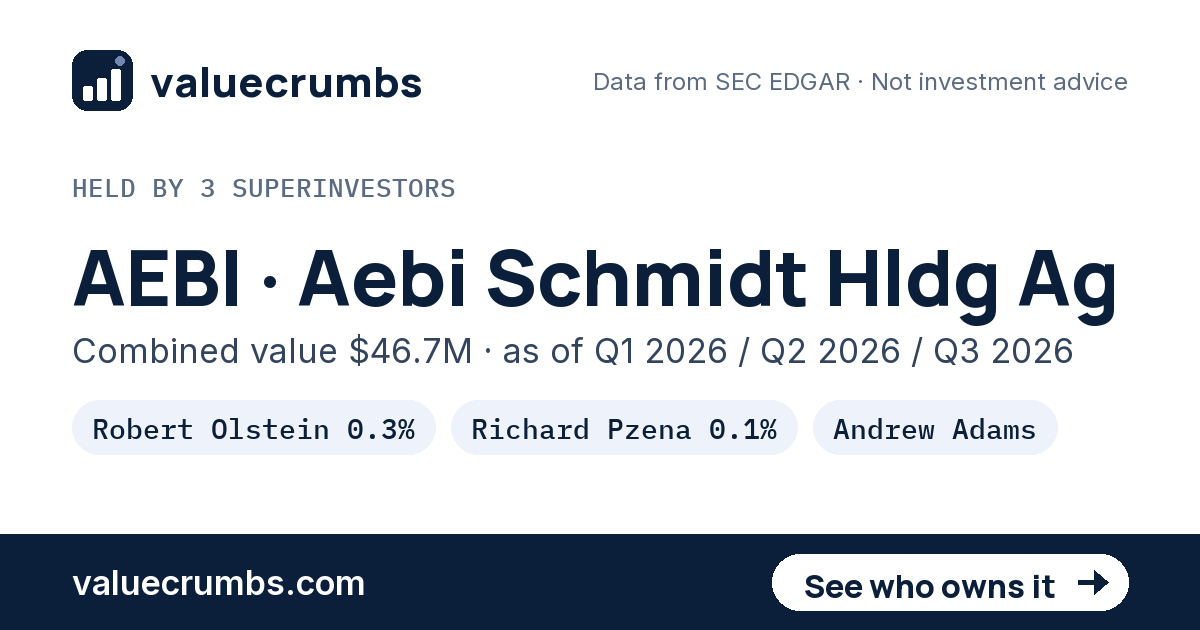 valuecrumbs
Data from SEC EDGAR · Not investment advice
HELD BY 3 SUPERINVESTORS
AEBI · Aebi Schmidt Hldg Ag
Combined value $46.7M · as of Q1 2026 / Q2 2026 / Q3 2026
Robert Olstein 0.3%
Richard Pzena 0.1%
Andrew Adams
valuecrumbs.com
See who owns it →